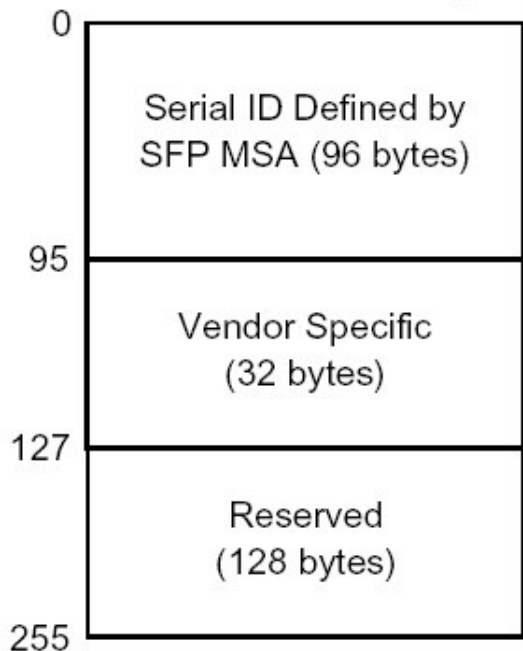 0
Serial ID Defined by
SFP MSA (96 bytes)
95
Vendor Specific
(32 bytes)
127
Reserved
(128 bytes)
255